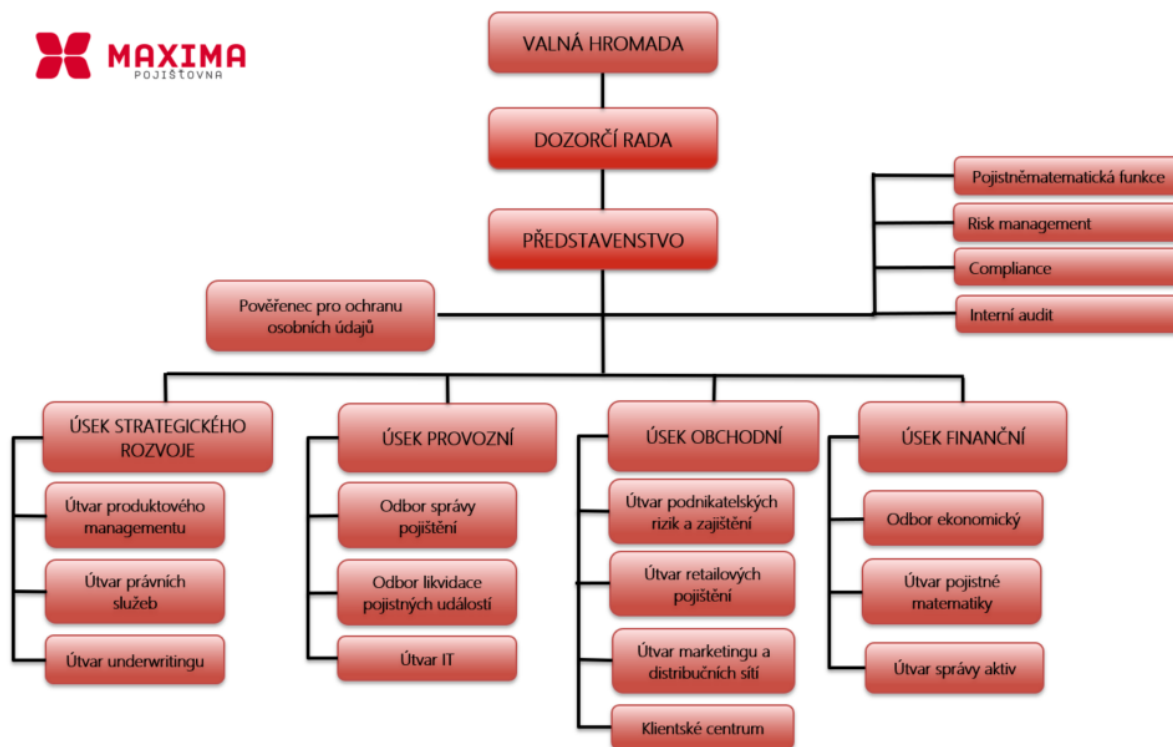 MAXIMA
POJIŠŤOVNA
VALNÁ HROMADA
DOZORČÍ RADA
PŘEDSTAVENSTVO
Pojistněmatematická funkce
Risk management
Compliance
Interní audit
Pověřenec pro ochranu
osobních údajů
ÚSEK STRATEGICKÉHO
ROZVOJE
Útvar produktového
managementu
Útvar právních
služeb
Útvar underwritingu
ÚSEK PROVOZNÍ
Odbor správy
pojištění
Odbor likvidace
pojistných událostí
Útvar IT
ÚSEK OBCHODNÍ
Útvar podnikatelských
rizik a zajištění
Útvar retailových
pojištění
Útvar marketingu a
distribučních sítí
Klientské centrum
ÚSEK FINANČNÍ
Odbor ekonomický
Útvar pojistné
matematiky
Útvar správy aktiv